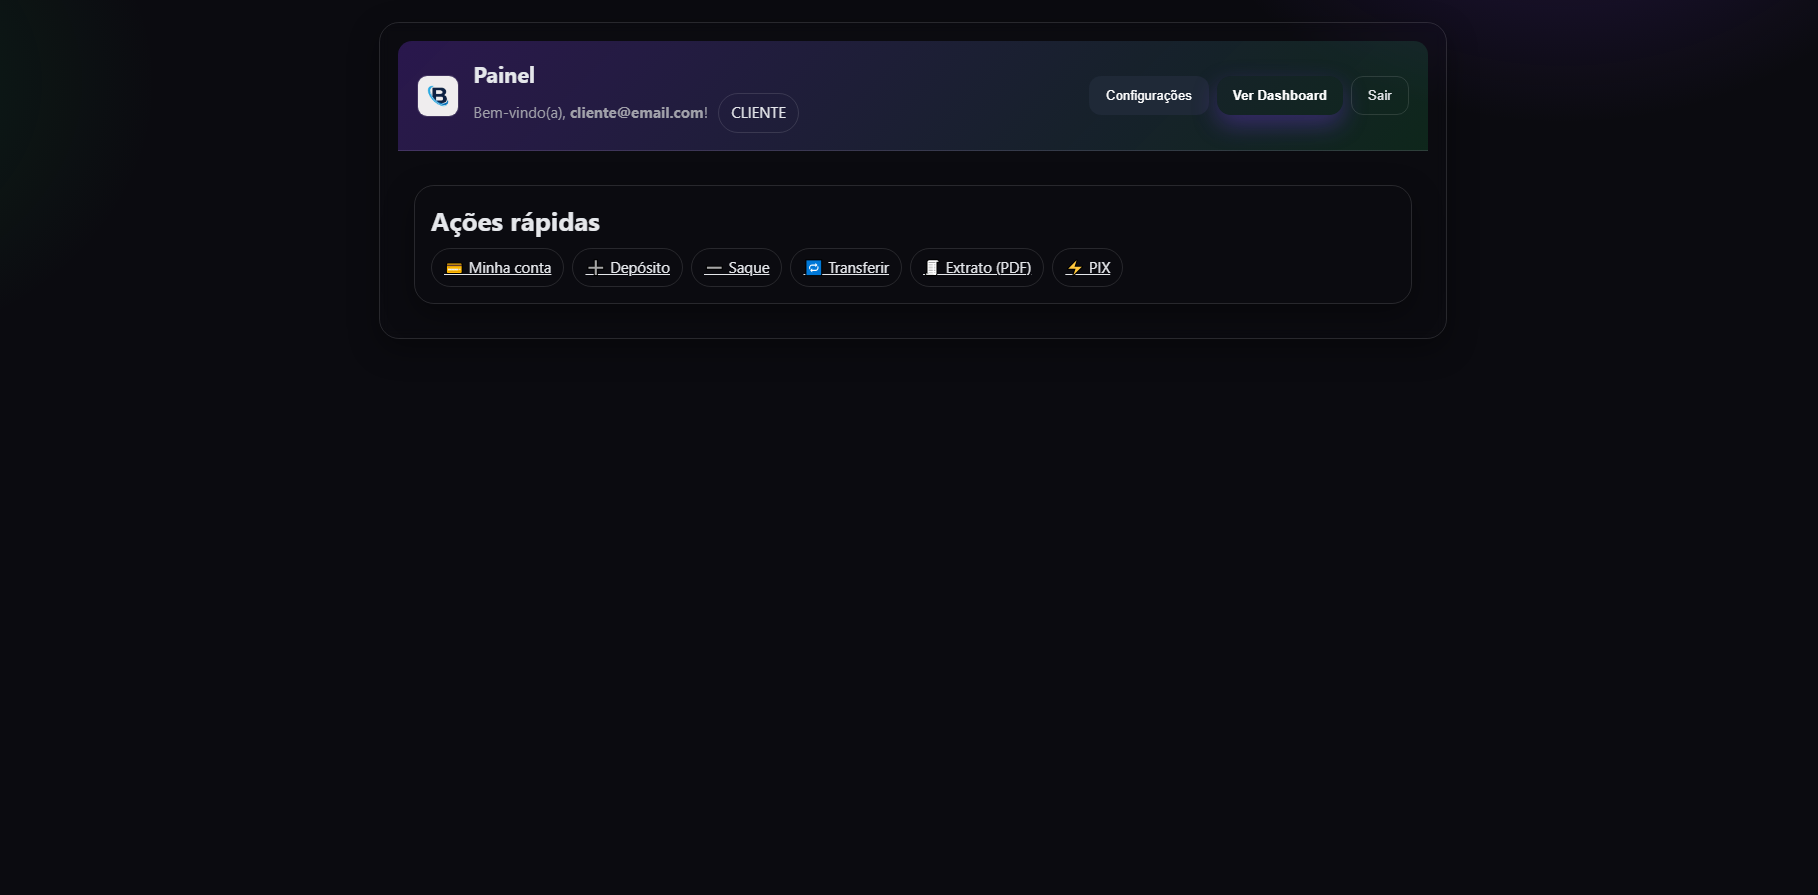 B
Painel
Bem-vindo(a), cliente@email.com! CLIENTE
Configurações Ver Dashboard Sair
Ações rápidas
💳 Minha conta ➕ Depósito ➖ Saque 🔁 Transferir 🧾 Extrato (PDF) ⚡ PIX